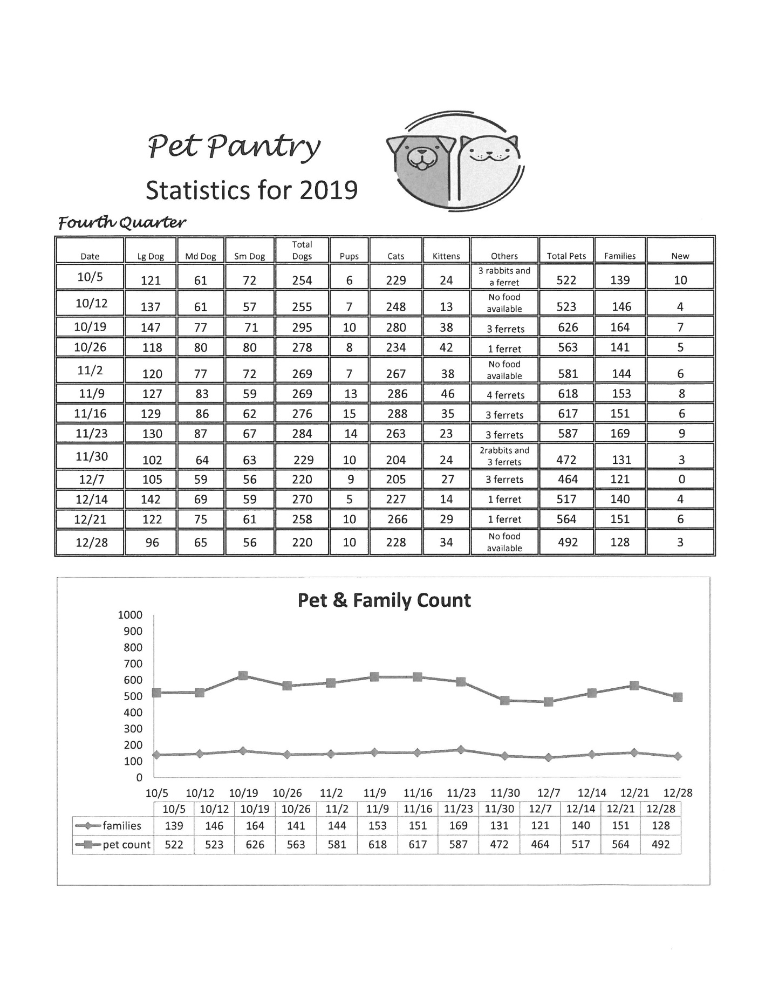 Pet Pantry
Statistics for 2019
Fourth Quarter
Date Lg Dog Md Dog Sm Dog Total Dogs Pups Cats Kittens Others Total Pets Families New
10/5 121 61 72 254 6 229 24 3 rabbits and a ferret 522 139 10
10/12 137 61 57 255 7 248 13 No food available 523 146 4
10/19 147 77 71 295 10 280 38 3 ferrets 626 164 7
10/26 118 80 80 278 8 234 42 1 ferret 563 141 5
11/2 120 77 72 269 7 267 38 No food available 581 144 6
11/9 127 83 59 269 13 286 46 4 ferrets 618 153 8
11/16 129 86 62 276 15 288 35 3 ferrets 617 151 6
11/23 130 87 67 284 14 263 23 3 ferrets 587 169 9
11/30 102 64 63 229 10 204 24 2rabbits and 3 ferrets 472 131 3
12/7 105 59 56 220 9 205 27 3 ferrets 464 121 0
12/14 142 69 59 270 5 227 14 1 ferret 517 140 4
12/21 122 75 61 258 10 266 29 1 ferret 564 151 6
12/28 96 65 56 220 10 228 34 No food available 492 128 3
Pet & Family Count
1000
900
800
700
600
500
400
300
200
100
0
10/5 10/12 10/19 10/26 11/2 11/9 11/16 11/23 11/30 12/7 12/14 12/21 12/28
10/5 10/12 10/19 10/26 11/2 11/9 11/16 11/23 11/30 12/7 12/14 12/21 12/28
families 139 146 164 141 144 153 151 169 131 121 140 151 128
pet count 522 523 626 563 581 618 617 587 472 464 517 564 492